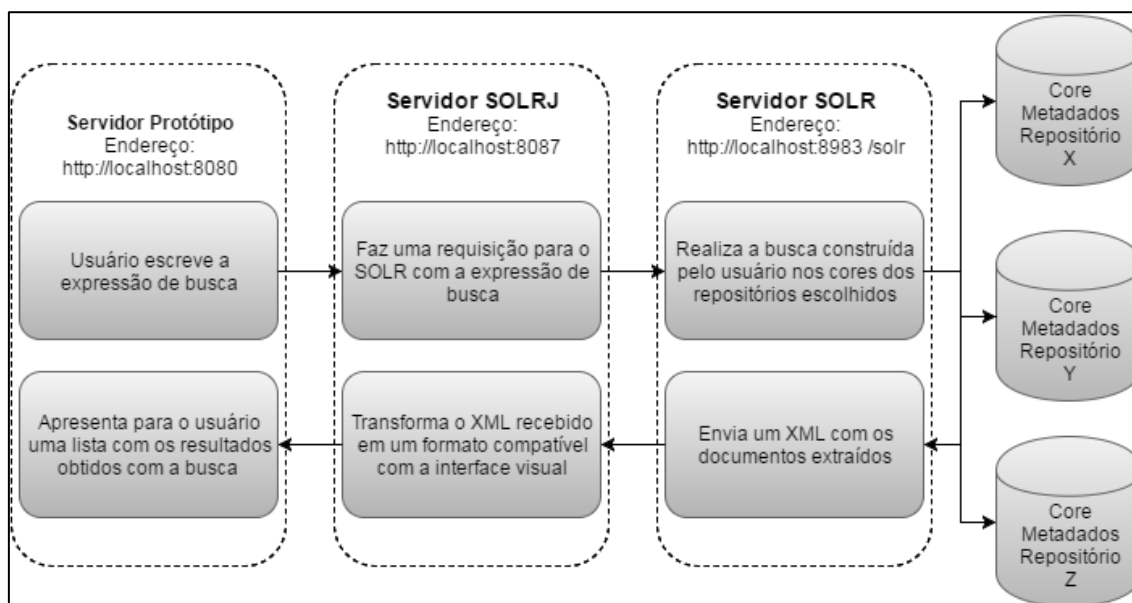 Servidor Protótipo
Endereço:
http://localhost:8080
Usuário escreve a
expressão de busca
Apresenta para o usuário
uma lista com os resultados
obtidos com a busca
Servidor SOLRJ
Endereço:
http://localhost:8087
Faz uma requisição para o
SOLR com a expressão de
busca
Transforma o XML recebido
em um formato compatível
com a interface visual
Servidor SOLR
Endereço:
http://localhost:8983 /solr
Realiza a busca construída
pelo usuário nos cores dos
repositórios escolhidos
Envia um XML com os
documentos extraídos
Core
Metadados
Repositório
X
Core
Metadados
Repositório
Y
Core
Metadados
Repositório
Z